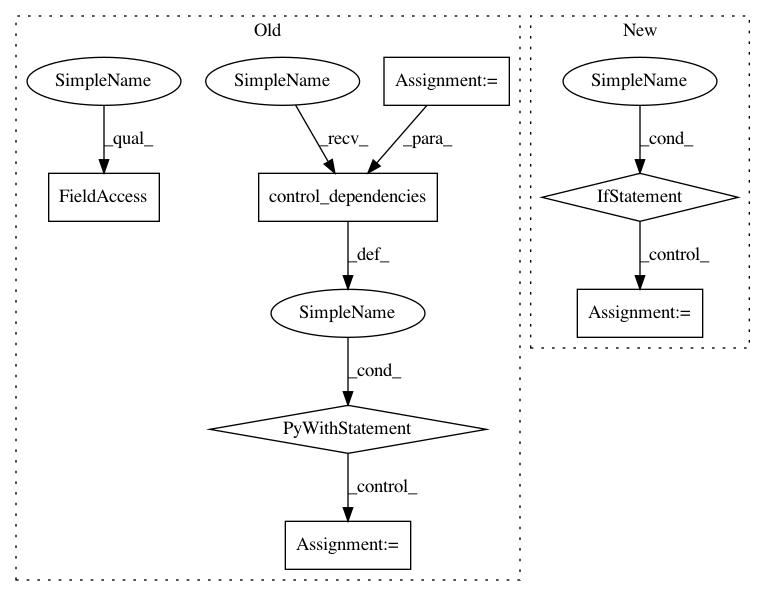 Old
New
SimpleName
SimpleName
Assignment:=
SimpleName
_qual_
_recv_
_para_
_cond_
FieldAccess
control_dependencies
IfStatement
_def_
_control_
SimpleName
Assignment:=
_cond_
PyWithStatement
_control_
Assignment:=